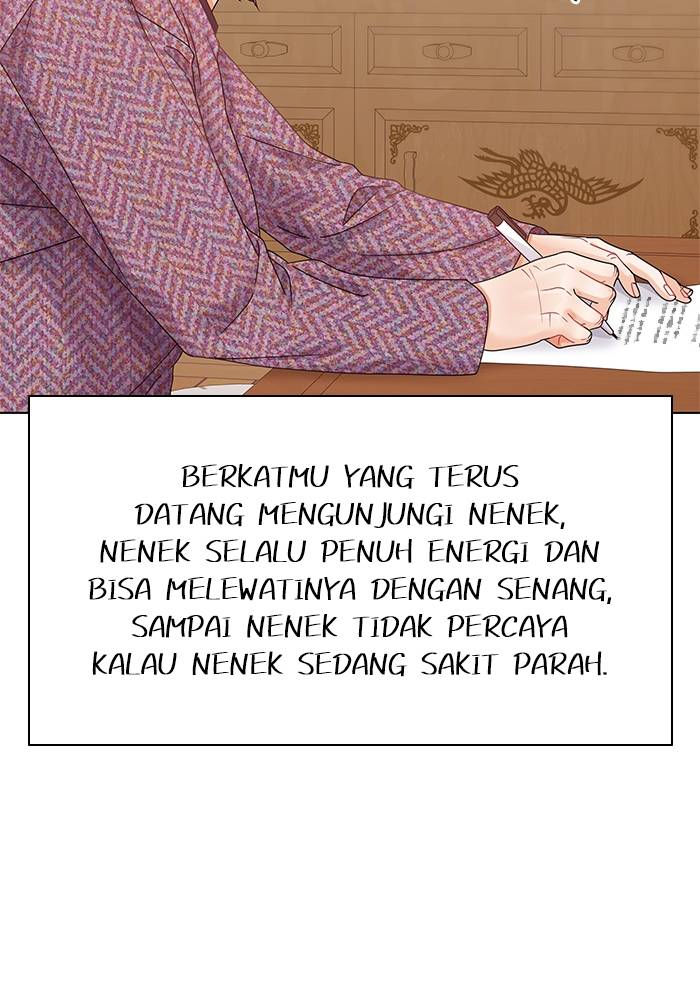 BERKATMU YANG TERUS
DATANG MENGUNJUNGI NENEK,
NENEK SELALU PENUH ENERGI DAN
BISA MELEWATINYA DENGAN SENANG,
SAMPAI NENEK TIDAK PERCAYA
KALAU NENEK SEDANG SAKIT PARAH.